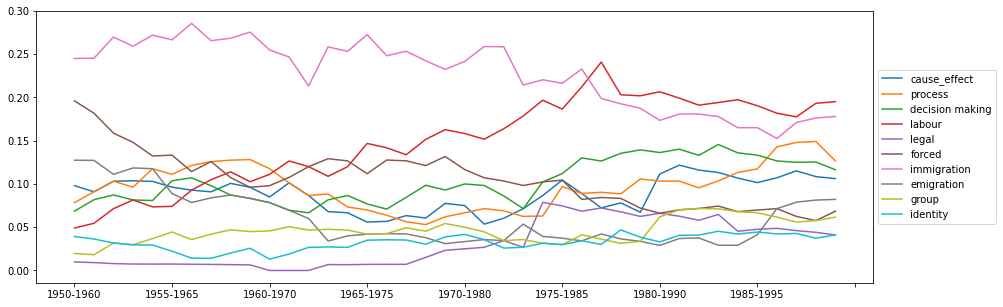 0.30
0.25
0.20
0.15
0.10
0.05
0.00
1950-1960 1955-1965 1960-1970 1965-1975 1970-1980 1975-1985 1980-1990 1985-1995
cause_effect
process
decision making
labour
legal
forced
immigration
emigration
group
identity